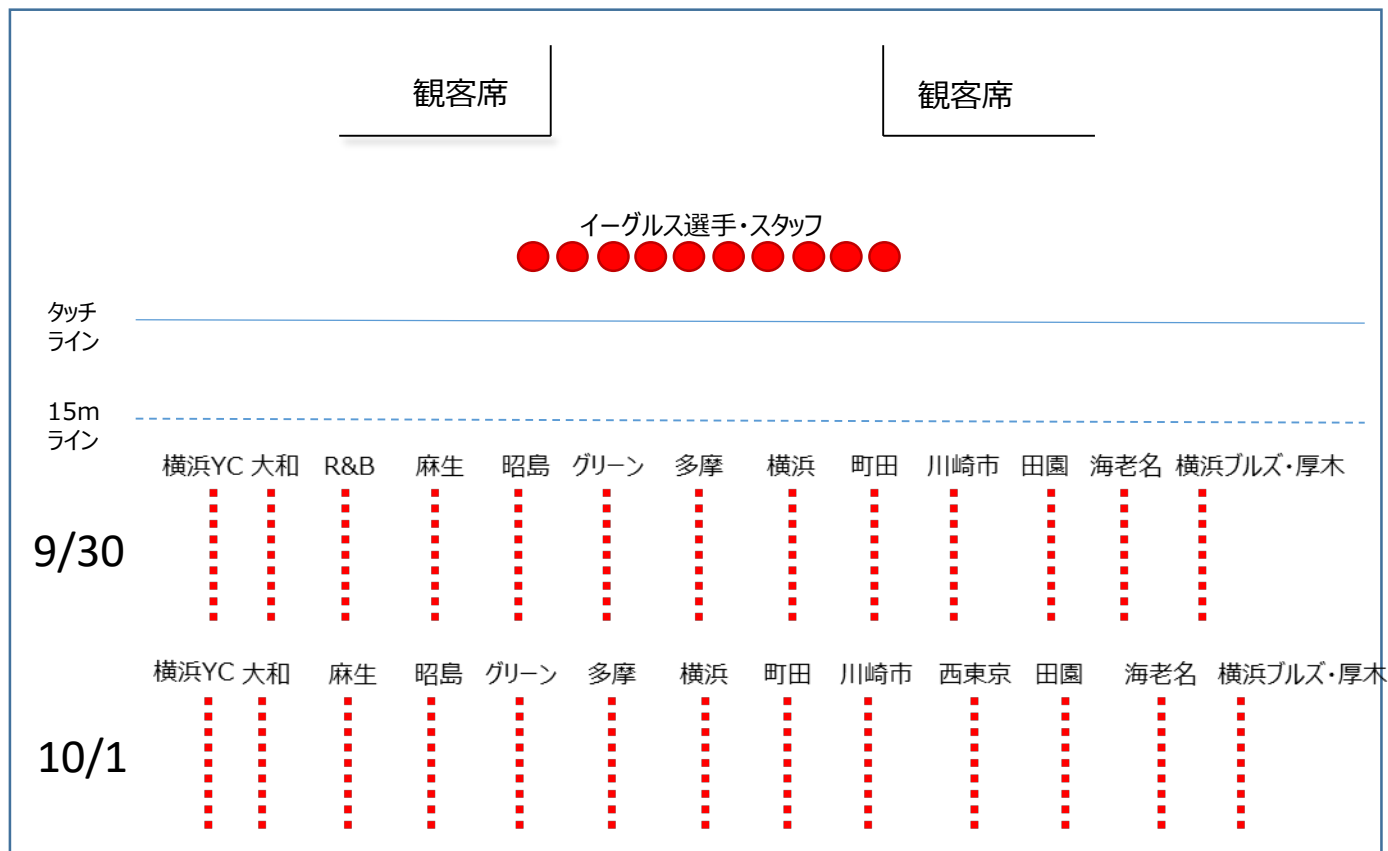 観客席 観客席
イーグルス選手・スタッフ
タッチ
ライン
15m
ライン
横浜YC 大和 R&B 麻生 昭島 グリーン 多摩 横浜 町田 川崎市 田園 海老名 横浜ブルズ・厚木
9/30
横浜YC 大和 麻生 昭島 グリーン 多摩 横浜 町田 川崎市 西東京 田園 海老名 横浜ブルズ・厚木
10/1